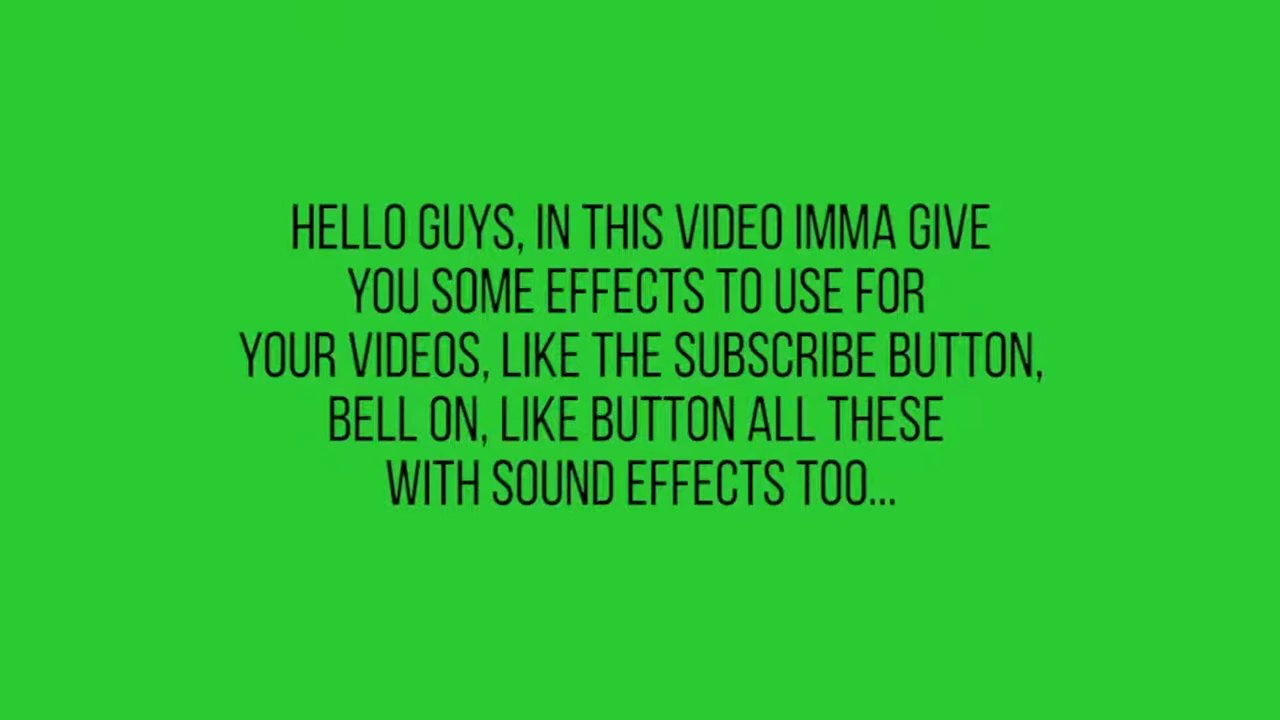 HELLO GUYS, IN THIS VIDEO IMMA GIVE
YOU SOME EFFECTS TO USE FOR
YOUR VIDEOS, LIKE THE SUBSCRIBE BUTTON,
BELL ON, LIKE BUTTON ALL THESE
WITH SOUND EFFECTS TOO...